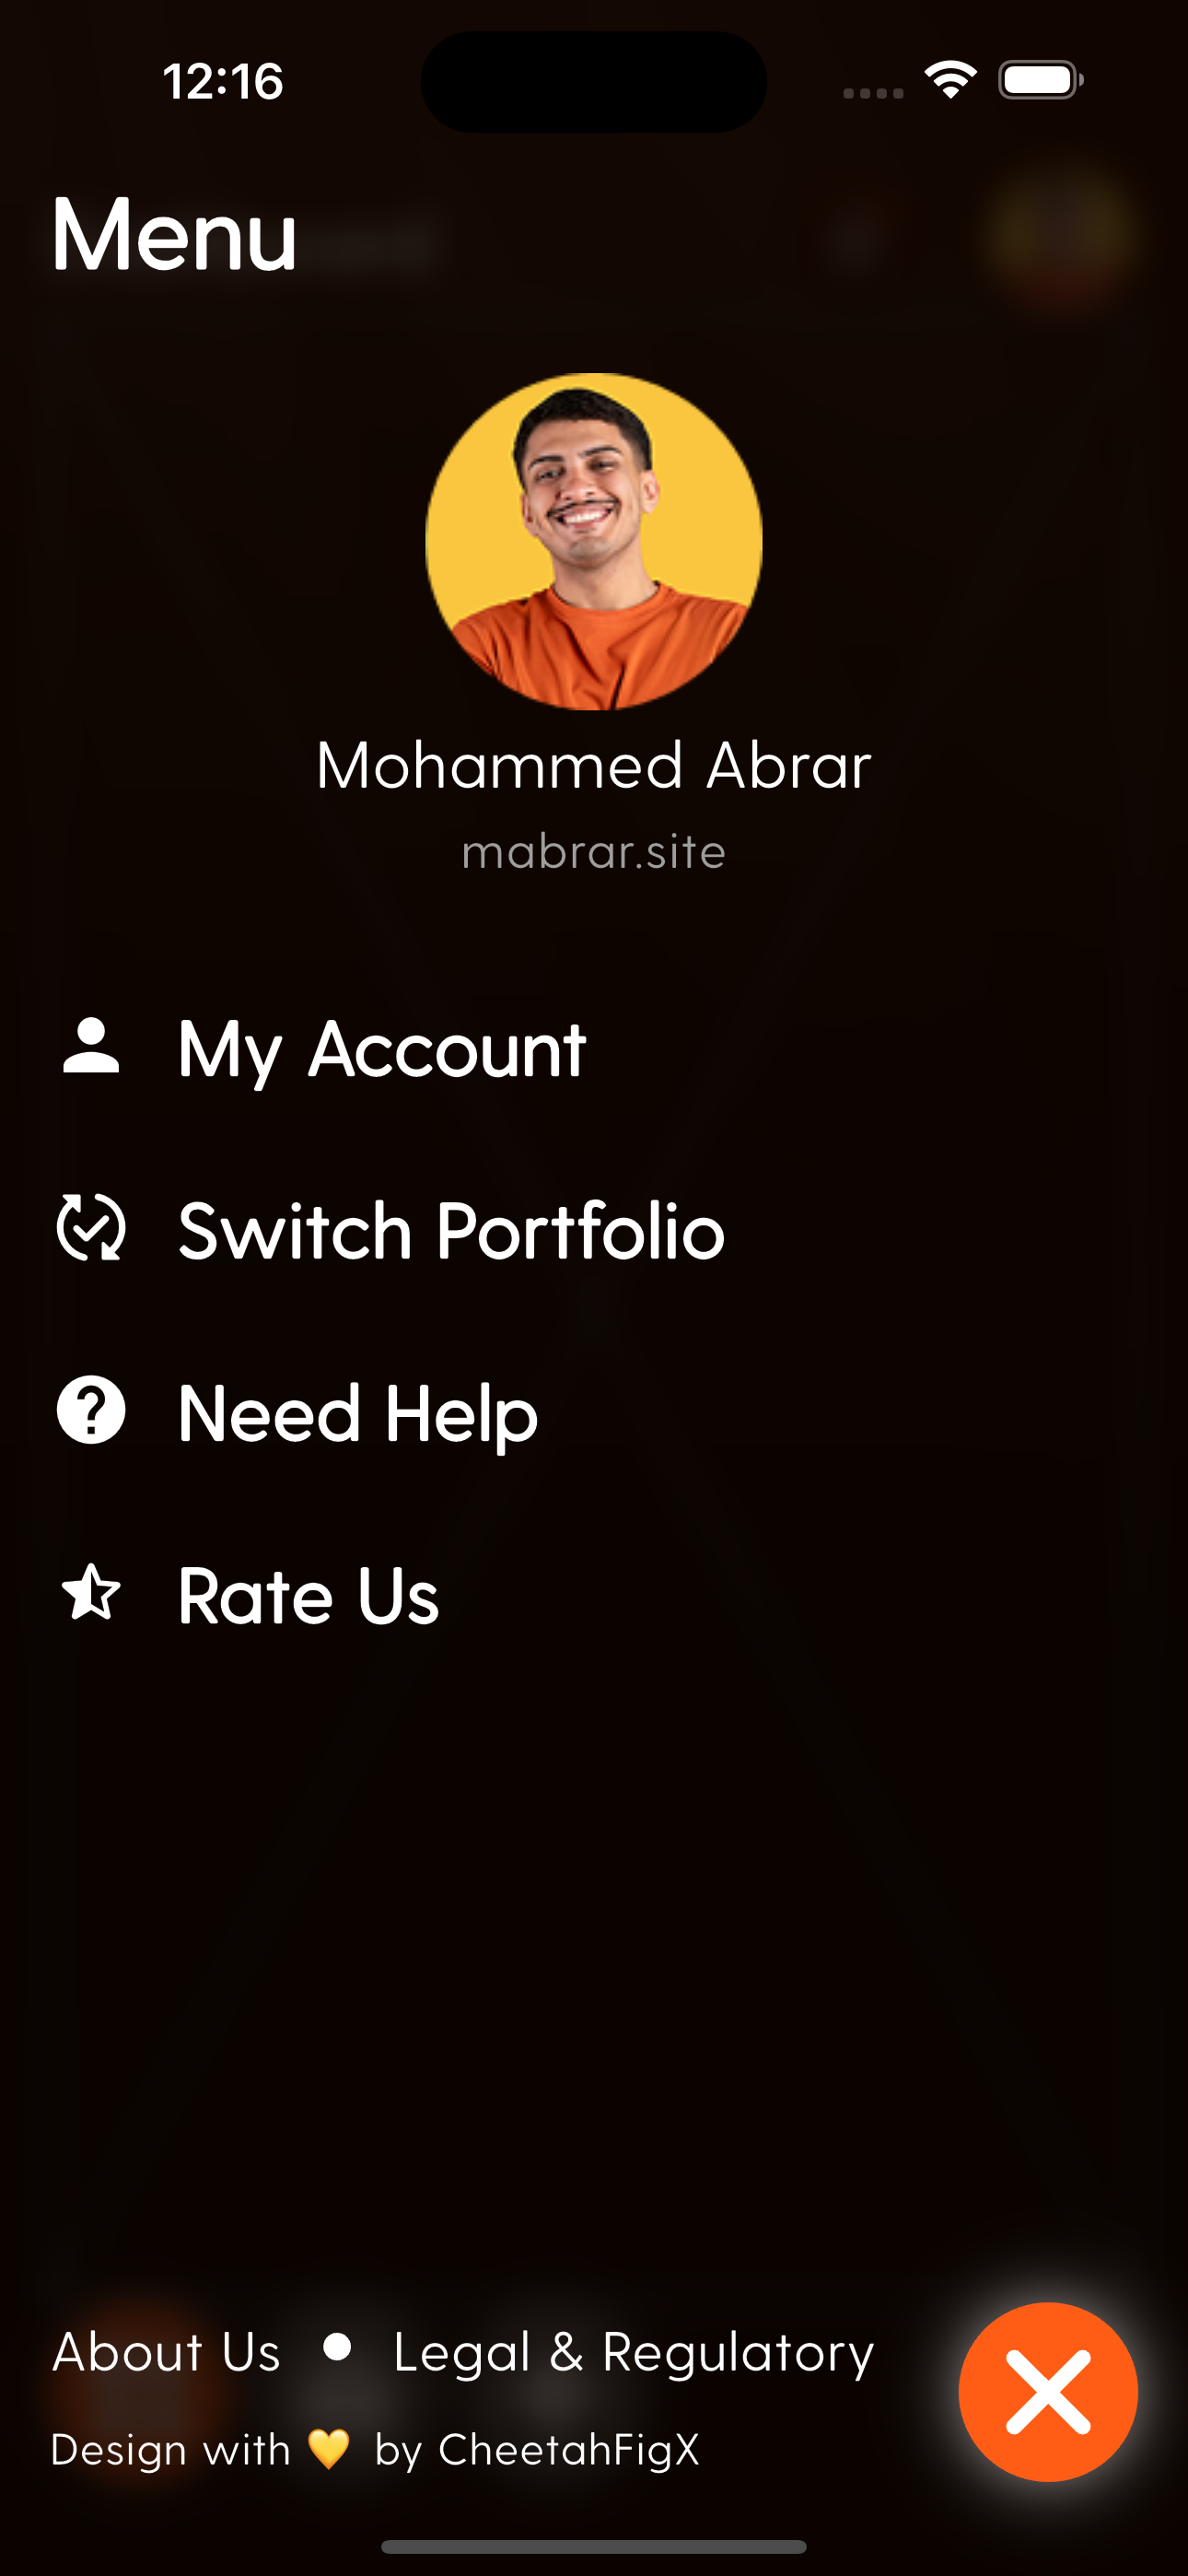 12:16
Menu
Mohammed Abrar
mabrar.site
My Account
Switch Portfolio
Need Help
Rate Us
About Us ● Legal & Regulatory
Design with 💛 by CheetahFigX